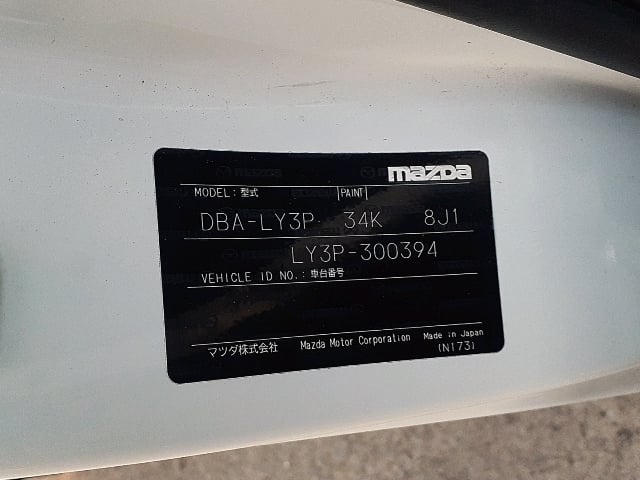 mazda
MODEL:型式 PAINT
DBA-LY3P 34K 8J1
LY3P-300394
VEHICLE ID NO.:車台番号
マツダ株式会社 Mazda Motor Corporation Made in Japan
(N173)